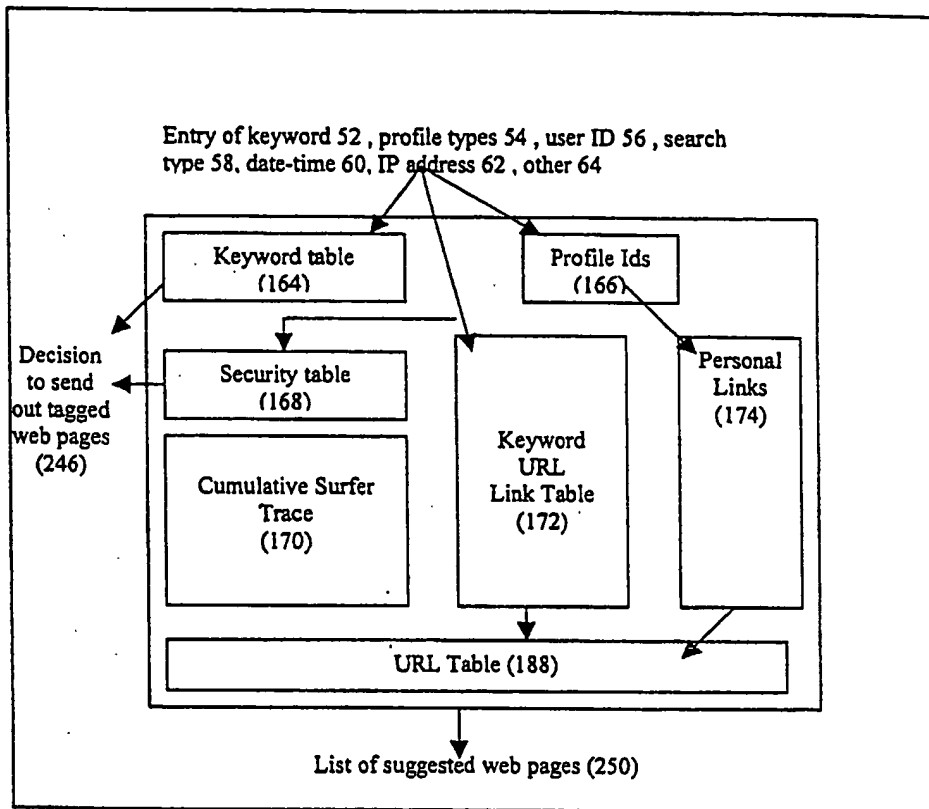 Entry of keyword 52 , profile types 54 , user ID 56 , search
type 58, date-time 60, IP address 62 , other 64
Keyword table
(164)
Profile Ids
(166)
Decision
to send
out tagged
web pages
(246)
Security table
(168)
Personal
Links
(174)
Keyword
URL
Link Table
(172)
Cumulative Surfer
Trace
(170)
URL Table (188)
List of suggested web pages (250)